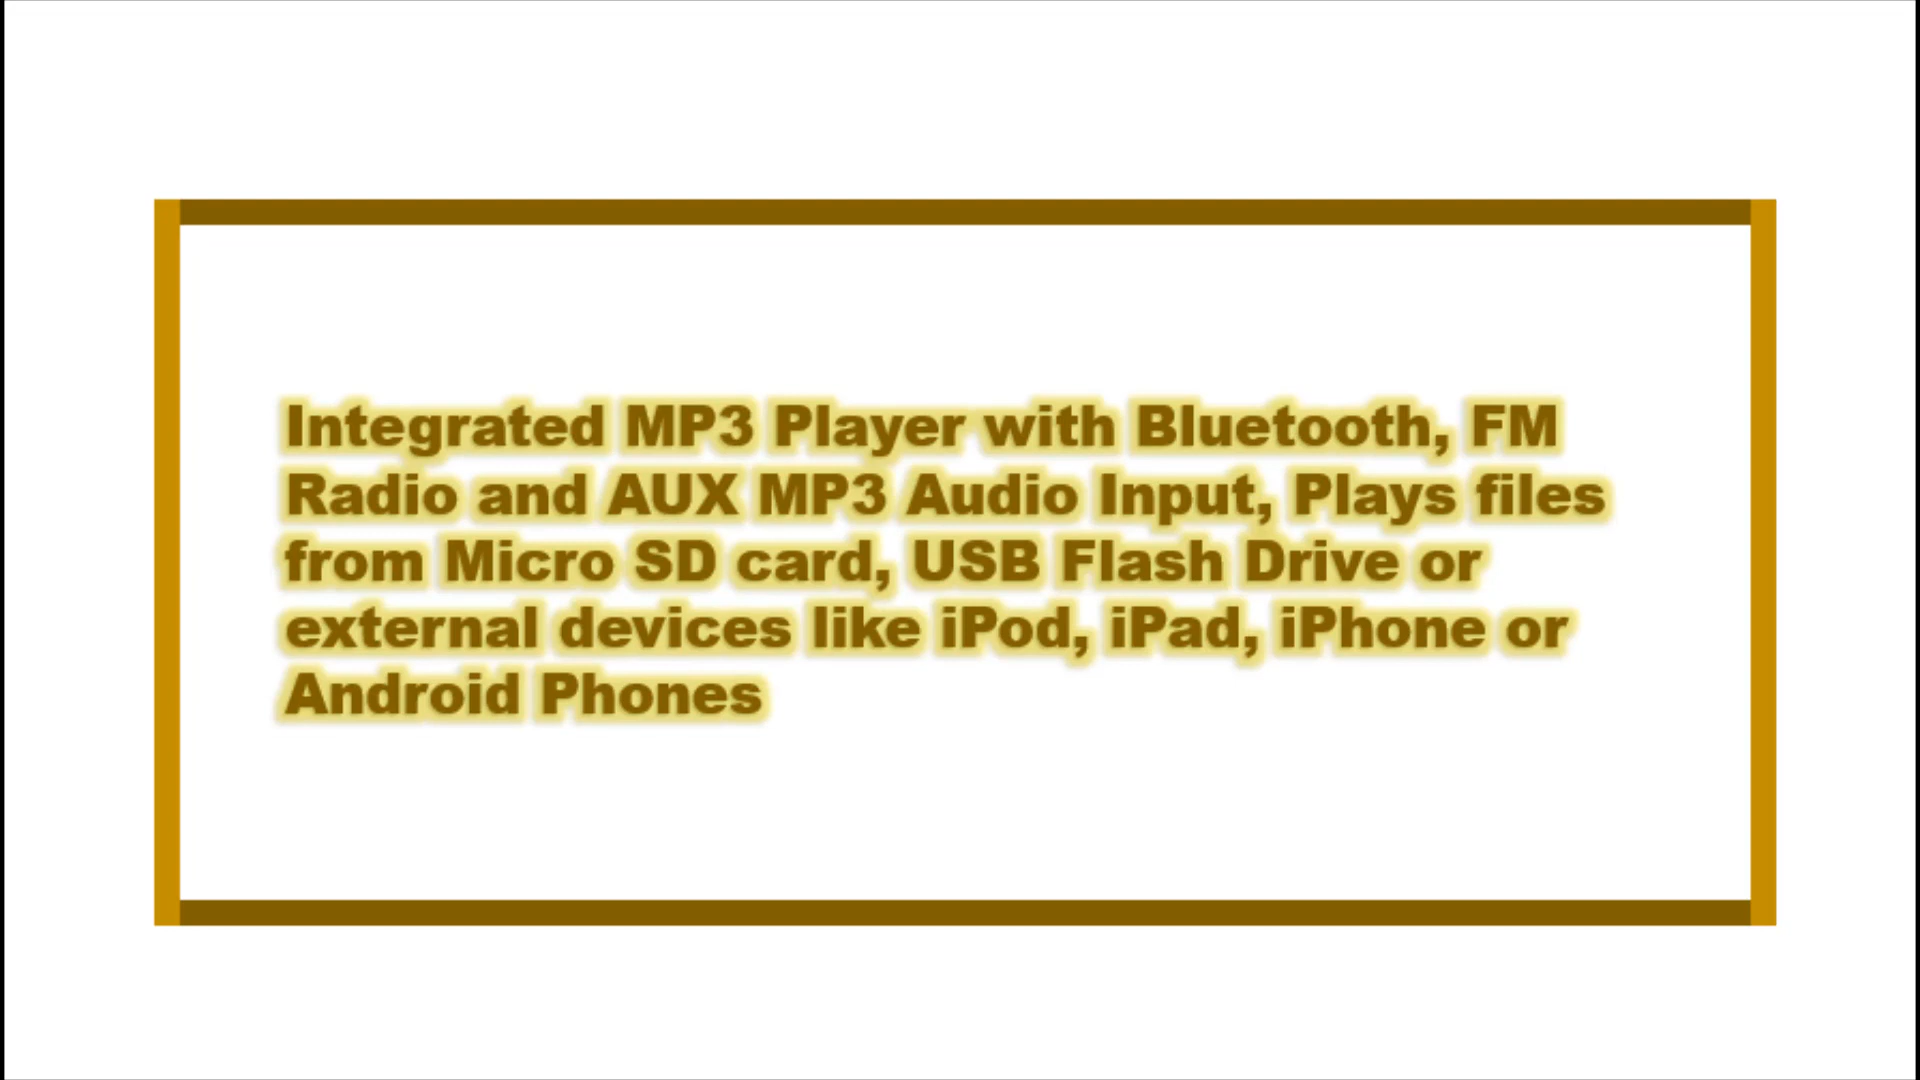 Integrated MP3 Player with Bluetooth, FM
Radio and AUX MP3 Audio Input, Plays files
from Micro SD card, USB Flash Drive or
external devices like iPod, iPad, iPhone or
Android Phones